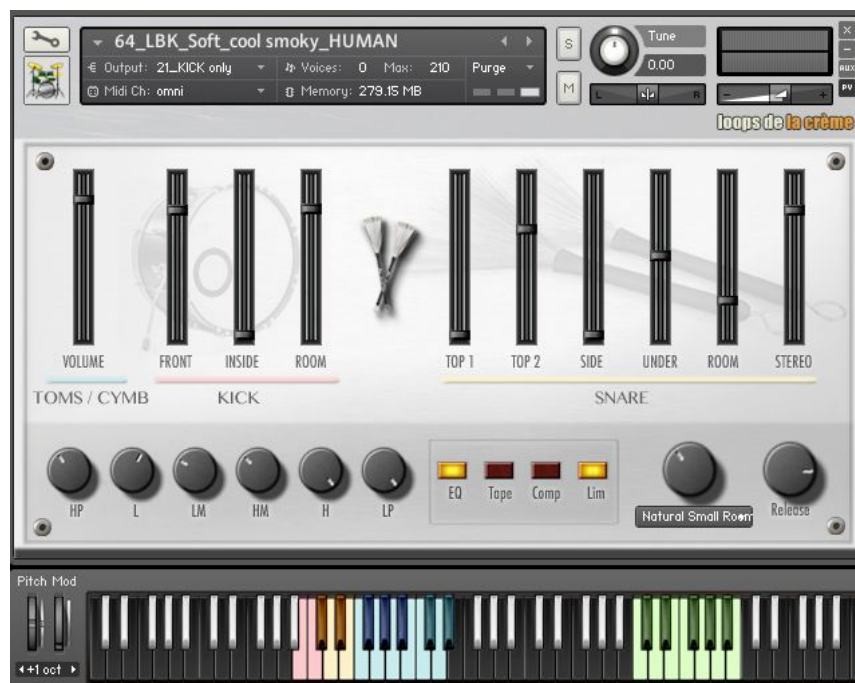 64_LBK_Soft_cool smoky_HUMAN
Output: 21_KICK only
Voices: 0 Max: 210
Purge
Midi Ch: omni
Memory: 279.15 MB
S
M
Tune
0.00
L R
- +
×
-
AUX
PV
loops de la crème
VOLUME FRONT INSIDE ROOM TOP 1 TOP 2 SIDE UNDER ROOM STEREO
TOMS / CYMB KICK SNARE
HP L LM HM H LP
EQ Tape Comp Lim
Natural Small Room
Release
Pitch Mod
+1 oct